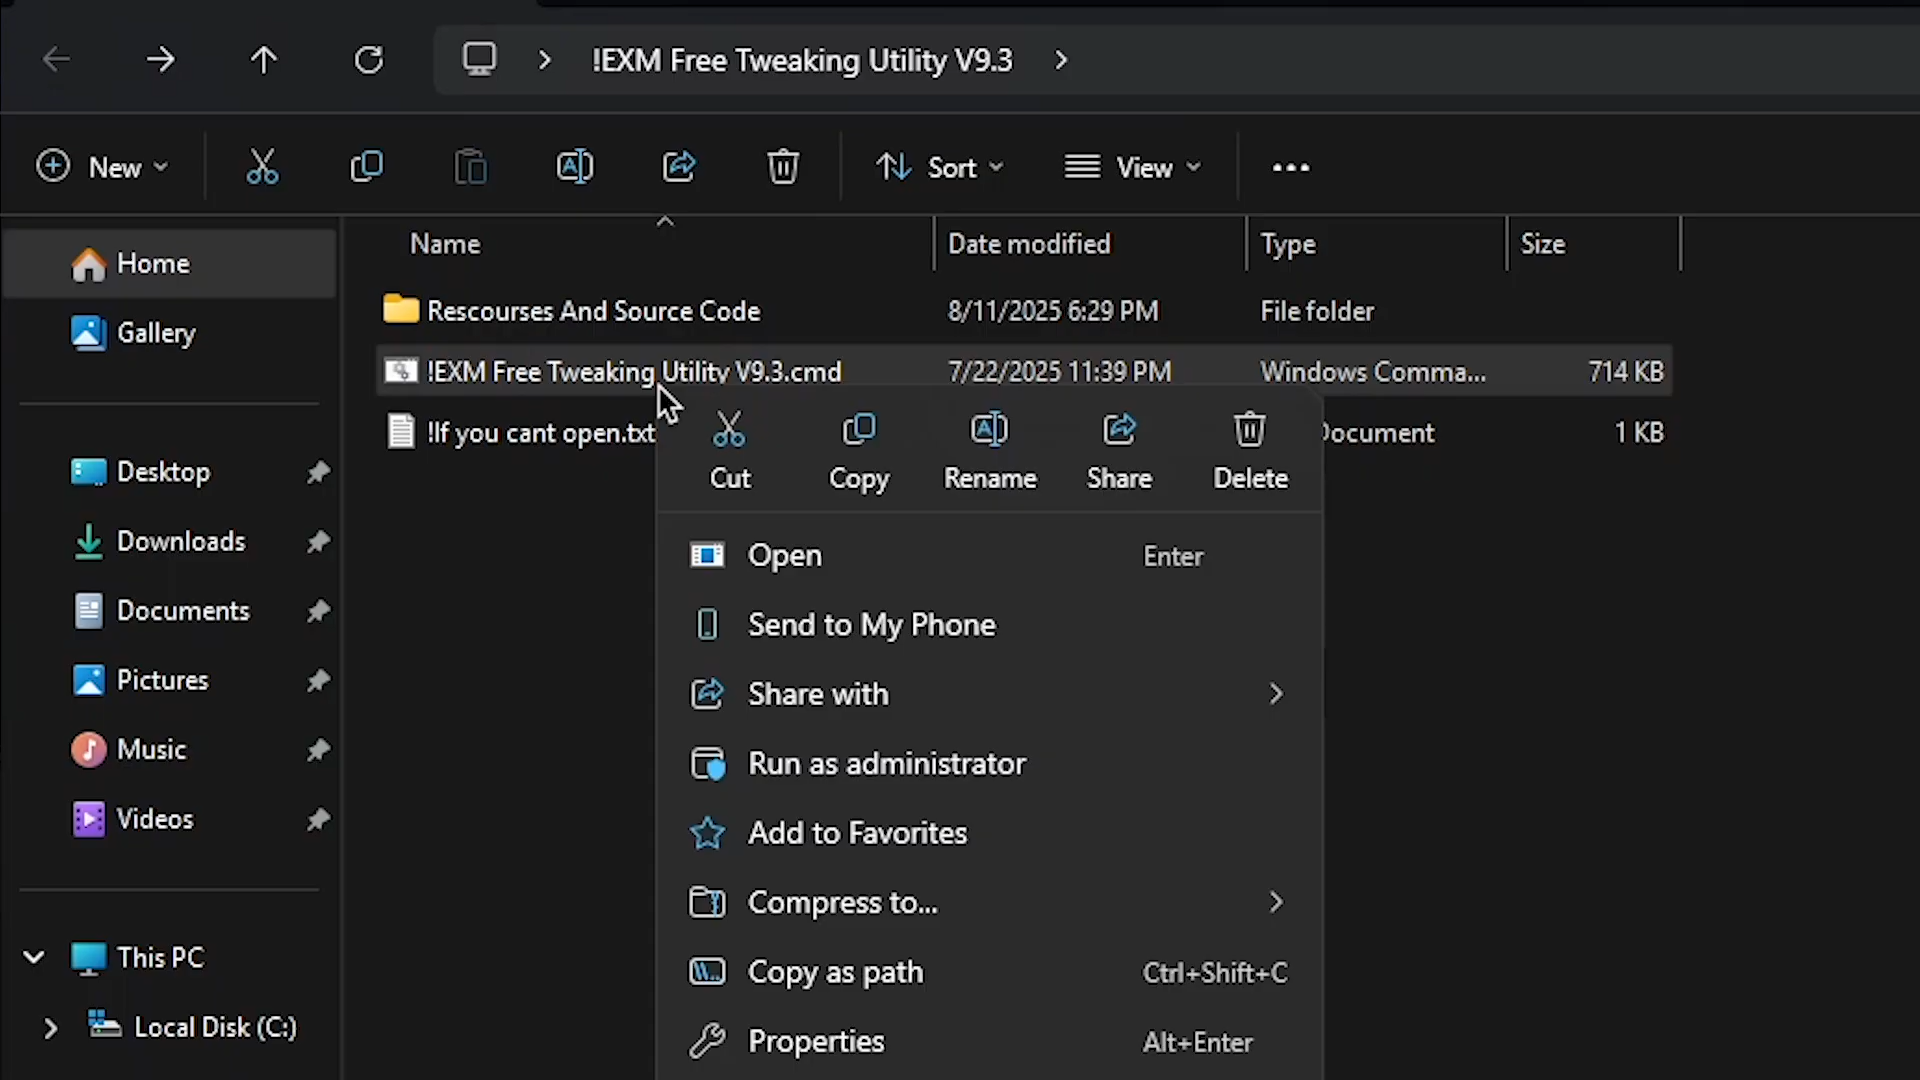 !EXM Free Tweaking Utility V9.3
New
Sort
View
Name
Date modified
Type
Size
Home
Gallery
Rescourses And Source Code
8/11/2025 6:29 PM
File folder
!EXM Free Tweaking Utility V9.3.cmd
7/22/2025 11:39 PM
Windows Comma...
714 KB
!If you cant open.txt
Document
1 KB
Cut
Copy
Rename
Share
Delete
Desktop
Downloads
Documents
Pictures
Music
Videos
This PC
Local Disk (C:)
Open
Enter
Send to My Phone
Share with
Run as administrator
Add to Favorites
Compress to...
Copy as path
Ctrl+Shift+C
Properties
Alt+Enter